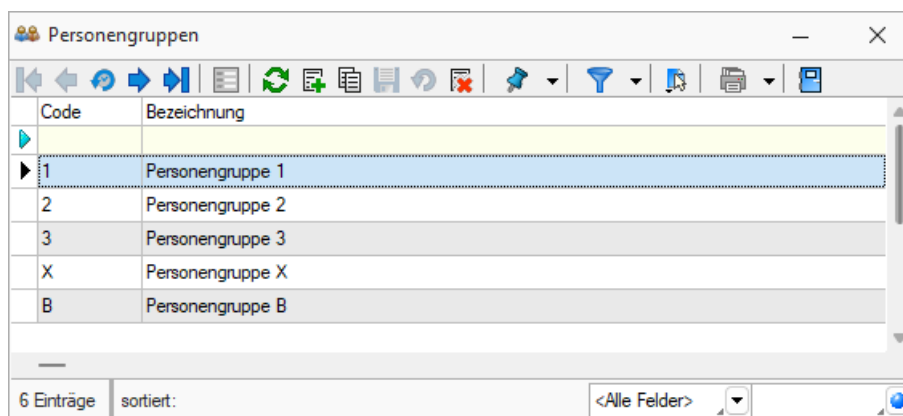 Personengruppen
Code Bezeichnung
1 Personengruppe 1
2 Personengruppe 2
3 Personengruppe 3
X Personengruppe X
B Personengruppe B
6 Einträge sortiert: <Alle Felder>